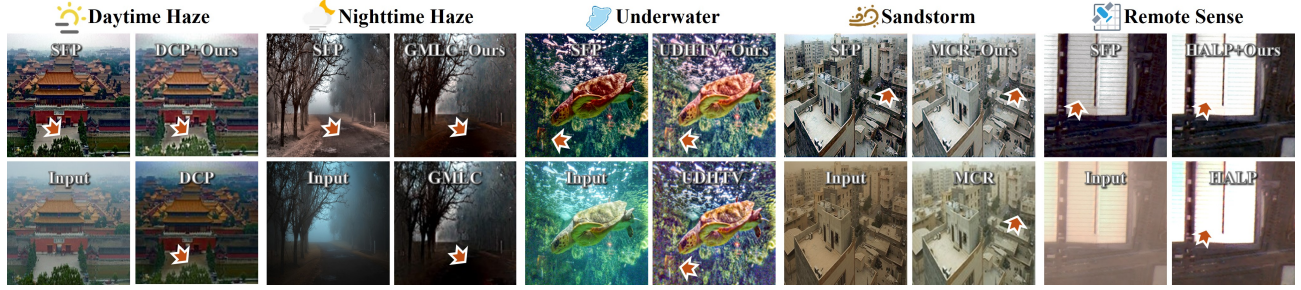 Daytime Haze Nighttime Haze Underwater Sandstorm Remote Sense
SFP DCP+Ours SFP GMLC+Ours SFP UDHTV+Ours SFP MCR+Ours SFP HALP+Ours
Input DCP Input GMLC Input UDHTV Input MCR Input HALP